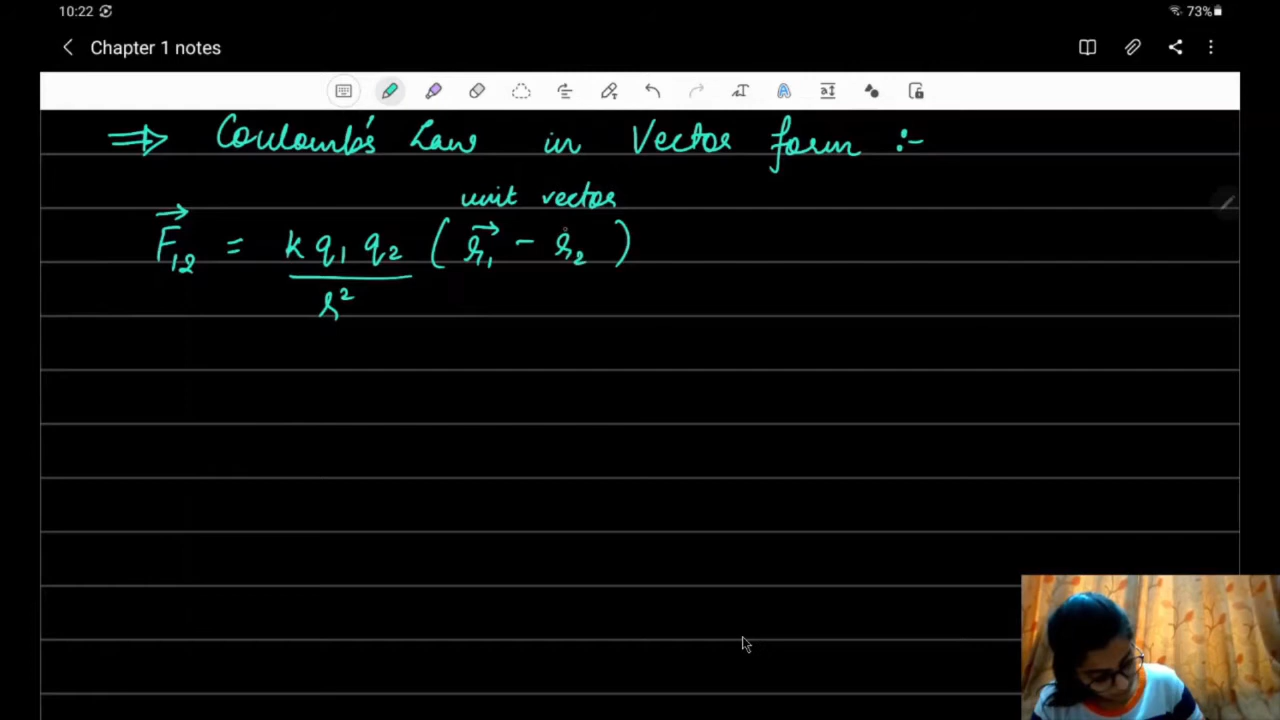 10:22 73%
Chapter 1 notes
⇒ Coulomb's Law in Vector form :-
unit vector
F⃗₁₂ = k q₁ q₂ ( r⃗₁ - r₂ )
r²